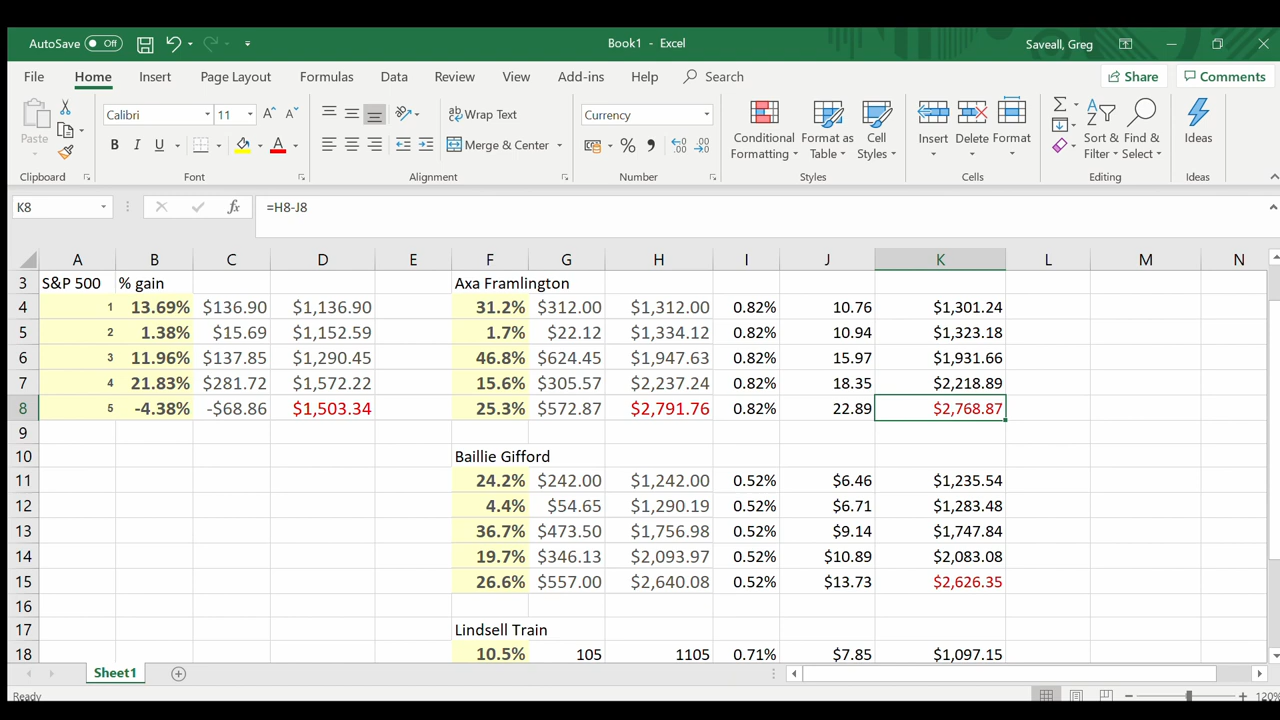 AutoSave Off Book1 - Excel Saveall, Greg
File Home Insert Page Layout Formulas Data Review View Add-ins Help Search Share Comments
Paste Calibri 11 Wrap Text Currency Conditional Formatting Format as Table Cell Styles Insert Delete Format Sort & Filter Find & Select Ideas
B I U A Merge & Center % Σ
Clipboard Font Alignment Number Styles Cells Editing Ideas
K8 fx =H8-J8
A B C D E F G H I J K L M N
3 S&P 500 % gain Axa Framlington
4 1 13.69% $136.90 $1,136.90 31.2% $312.00 $1,312.00 0.82% 10.76 $1,301.24
5 2 1.38% $15.69 $1,152.59 1.7% $22.12 $1,334.12 0.82% 10.94 $1,323.18
6 3 11.96% $137.85 $1,290.45 46.8% $624.45 $1,947.63 0.82% 15.97 $1,931.66
7 4 21.83% $281.72 $1,572.22 15.6% $305.57 $2,237.24 0.82% 18.35 $2,218.89
8 5 -4.38% -$68.86 $1,503.34 25.3% $572.87 $2,791.76 0.82% 22.89 $2,768.87
9
10 Baillie Gifford
11 24.2% $242.00 $1,242.00 0.52% $6.46 $1,235.54
12 4.4% $54.65 $1,290.19 0.52% $6.71 $1,283.48
13 36.7% $473.50 $1,756.98 0.52% $9.14 $1,747.84
14 19.7% $346.13 $2,093.97 0.52% $10.89 $2,083.08
15 26.6% $557.00 $2,640.08 0.52% $13.73 $2,626.35
16
17 Lindsell Train
18 10.5% 105 1105 0.71% $7.85 $1,097.15
Sheet1
Ready 120%